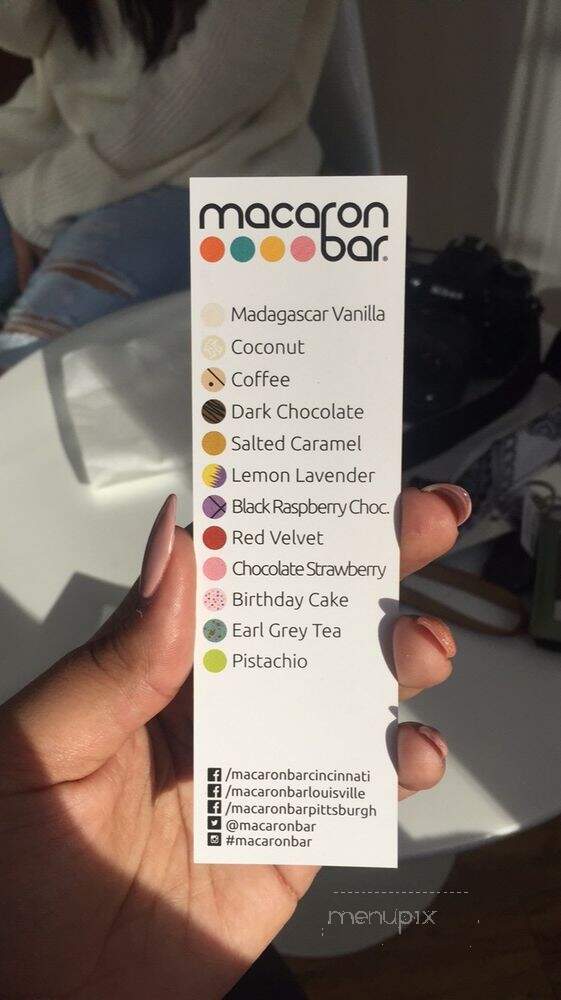 macaron
bar®
Madagascar Vanilla
Coconut
Coffee
Dark Chocolate
Salted Caramel
Lemon Lavender
Black Raspberry Choc.
Red Velvet
Chocolate Strawberry
Birthday Cake
Earl Grey Tea
Pistachio
/macaronbarcincinnati
/macaronbarlouisville
/macaronbarpittsburgh
@macaronbar
#macaronbar
Nikon
menupix